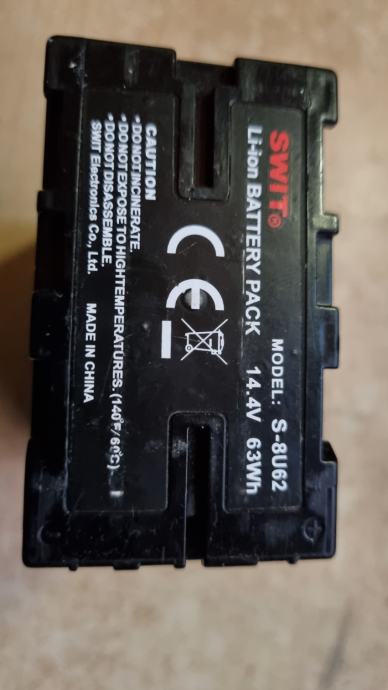 SWIT®
MODEL: S-8U62
Li-ion BATTERY PACK 14.4V 63Wh
CE
CAUTION
•DO NOT INCINERATE.
•DO NOT EXPOSE TO HIGH TEMPERATURES. (140°F/60°C)
•DO NOT DISASSEMBLE.
SWIT Electronics Co., Ltd. MADE IN CHINA